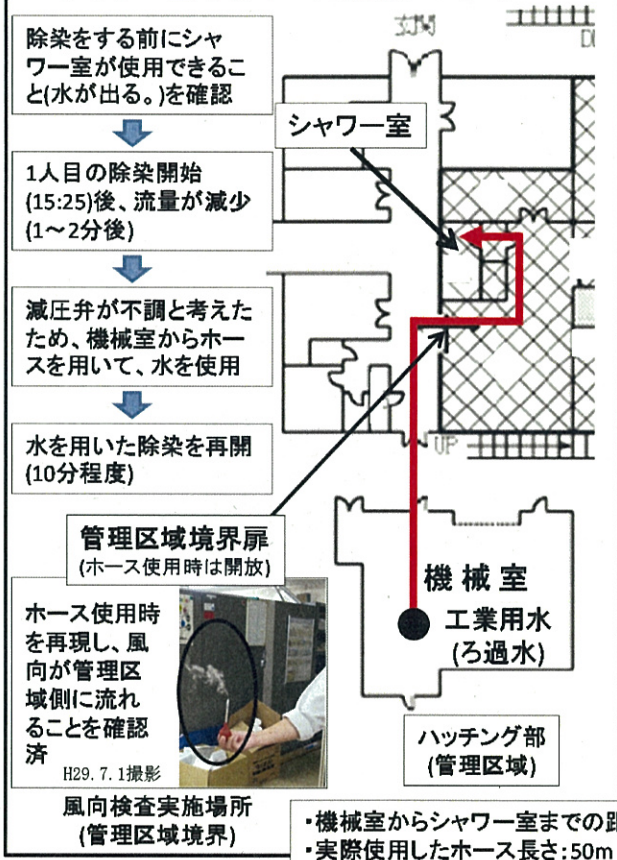 除染をする前にシャ
ワー室が使用できるこ
と(水が出る。)を確認
1人目の除染開始
(15:25)後、流量が減少
(1～2分後)
減圧弁が不調と考えた
ため、機械室からホー
スを用いて、水を使用
水を用いた除染を再開
(10分程度)
玄関
シャワー室
UP
管理区域境界扉
(ホース使用時は開放)
機械室
工業用水
(ろ過水)
ホース使用時
を再現し、風
向が管理区
域側に流れ
ることを確認
済
H29.7.1撮影
風向検査実施場所
(管理区域境界)
ハッチング部
(管理区域)
・機械室からシャワー室までの距
・実際使用したホース長さ:50m